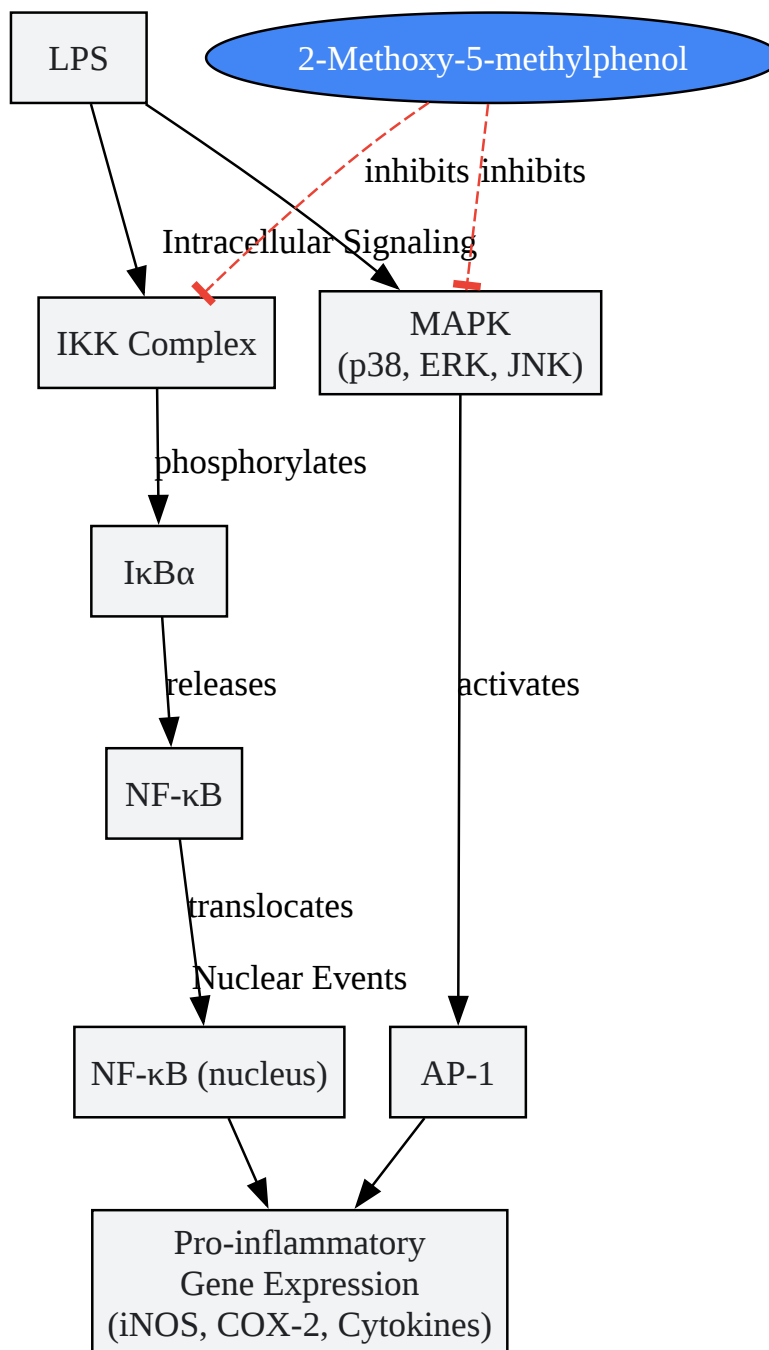 LPS
2-Methoxy-5-methylphenol
inhibits
inhibits
Intracellular Signaling
IKK Complex
MAPK
(p38, ERK, JNK)
phosphorylates
IκBα
releases
activates
NF-κB
translocates
Nuclear Events
NF-κB (nucleus)
AP-1
Pro-inflammatory
Gene Expression
(iNOS, COX-2, Cytokines)